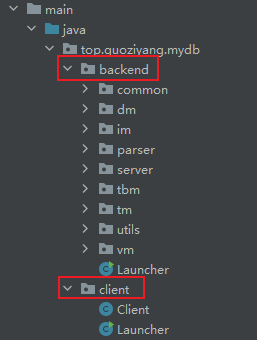 main
java
top.guoziyang.mydb
backend
common
dm
im
parser
server
tbm
tm
utils
vm
Launcher
client
Client
Launcher